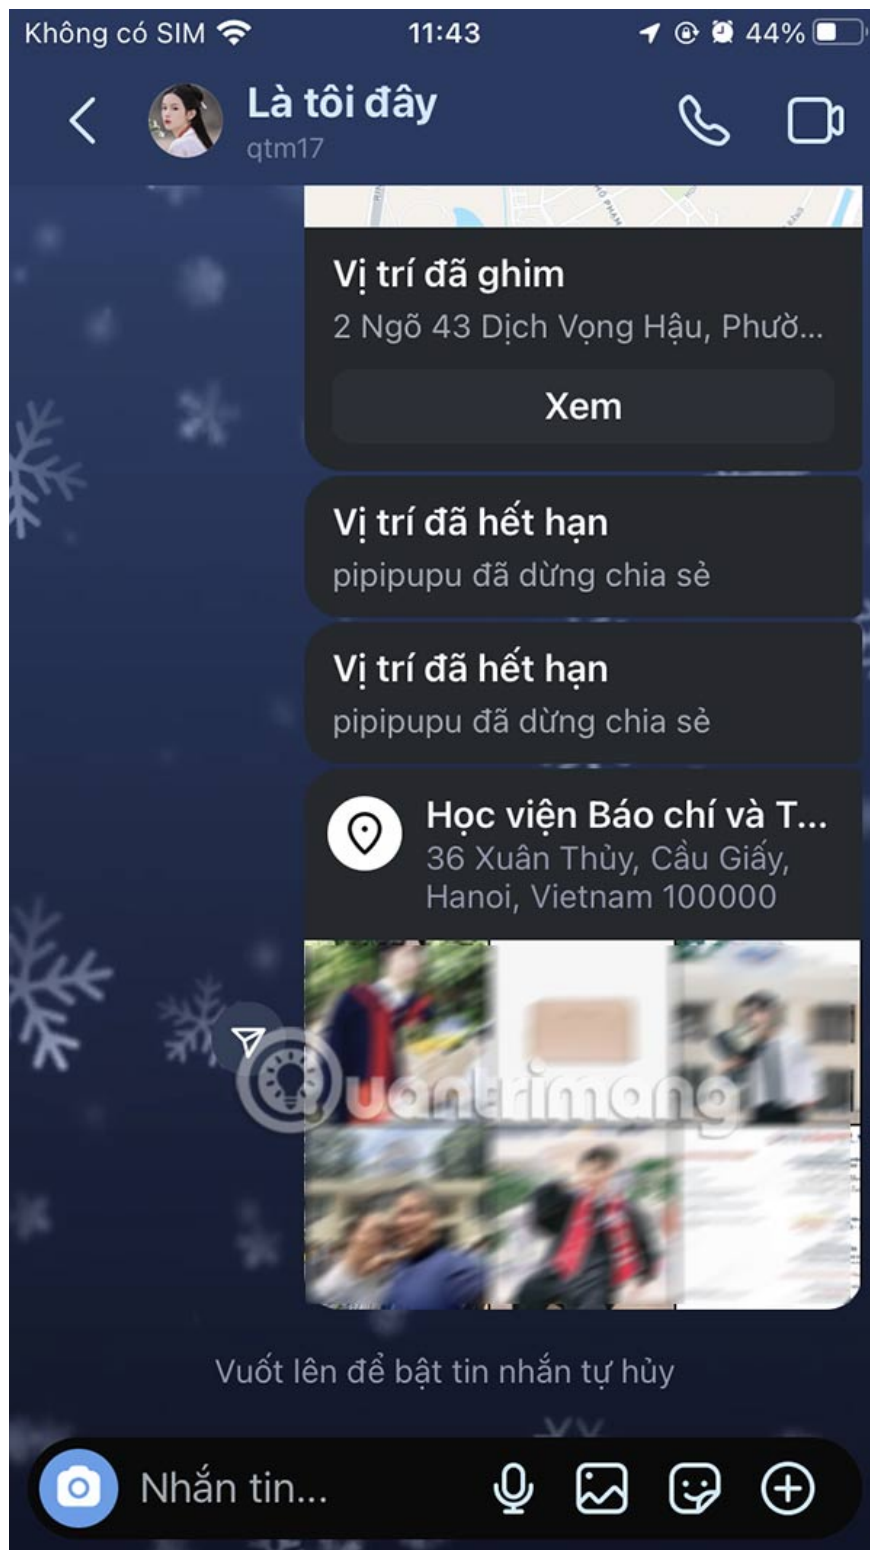 Không có SIM 11:43 44%
Là tôi đây
qtm17
Vị trí đã ghim
2 Ngõ 43 Dịch Vọng Hậu, Phườ...
Xem
Vị trí đã hết hạn
pipipupu đã dừng chia sẻ
Vị trí đã hết hạn
pipipupu đã dừng chia sẻ
Học viện Báo chí và T...
36 Xuân Thủy, Cầu Giấy,
Hanoi, Vietnam 100000
Quantrimang
Vuốt lên để bật tin nhắn tự hủy
Nhắn tin...